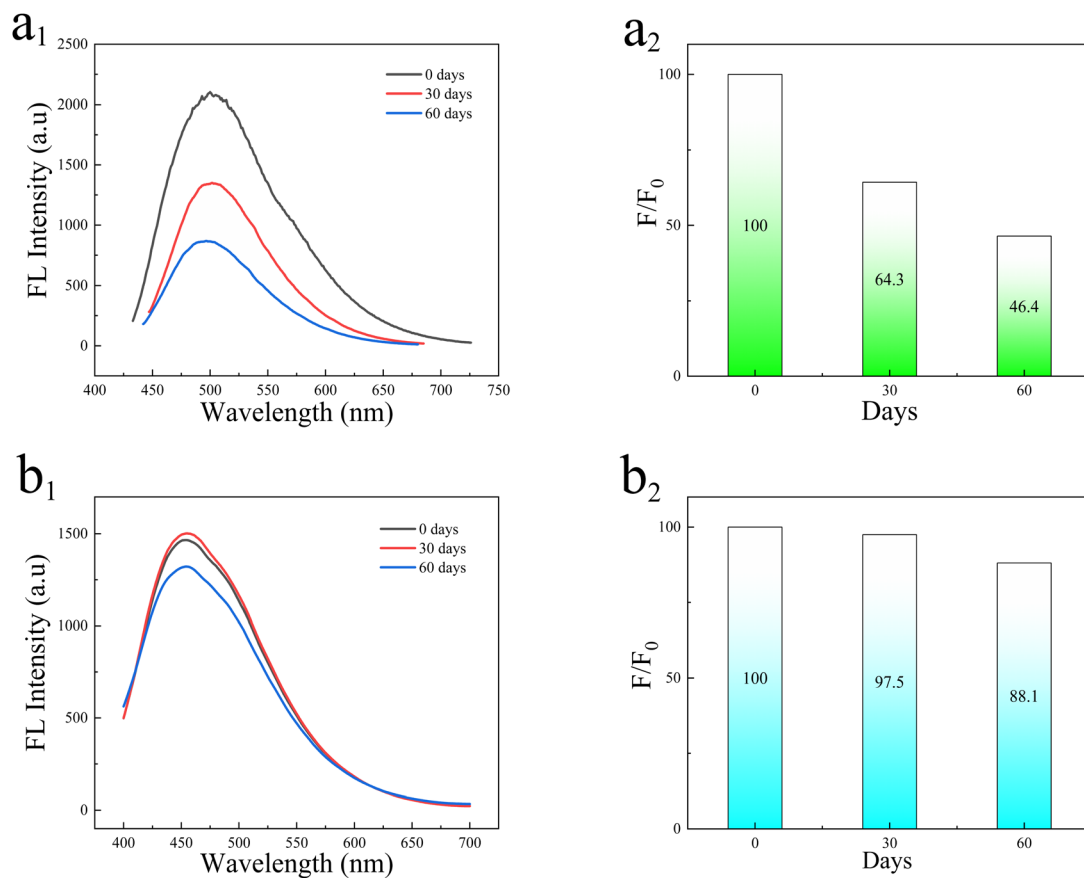 a1
FL Intensity (a.u)
2500
2000
1500
1000
500
0
0 days
30 days
60 days
400 450 500 550 600 650 700 750
Wavelength (nm)
a2
F/F0
100
50
0
100
64.3
46.4
0 30 60
Days
b1
FL Intensity (a.u)
1500
1000
500
0
0 days
30 days
60 days
400 450 500 550 600 650 700
Wavelength (nm)
b2
F/F0
100
50
0
100
97.5
88.1
0 30 60
Days